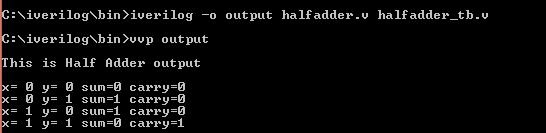 C:\iverilog\bin>iverilog -o output halfadder.v halfadder_tb.v
C:\iverilog\bin>vvp output
This is Half Adder output
x= 0 y= 0 sum=0 carry=0
x= 0 y= 1 sum=1 carry=0
x= 1 y= 0 sum=1 carry=0
x= 1 y= 1 sum=0 carry=1